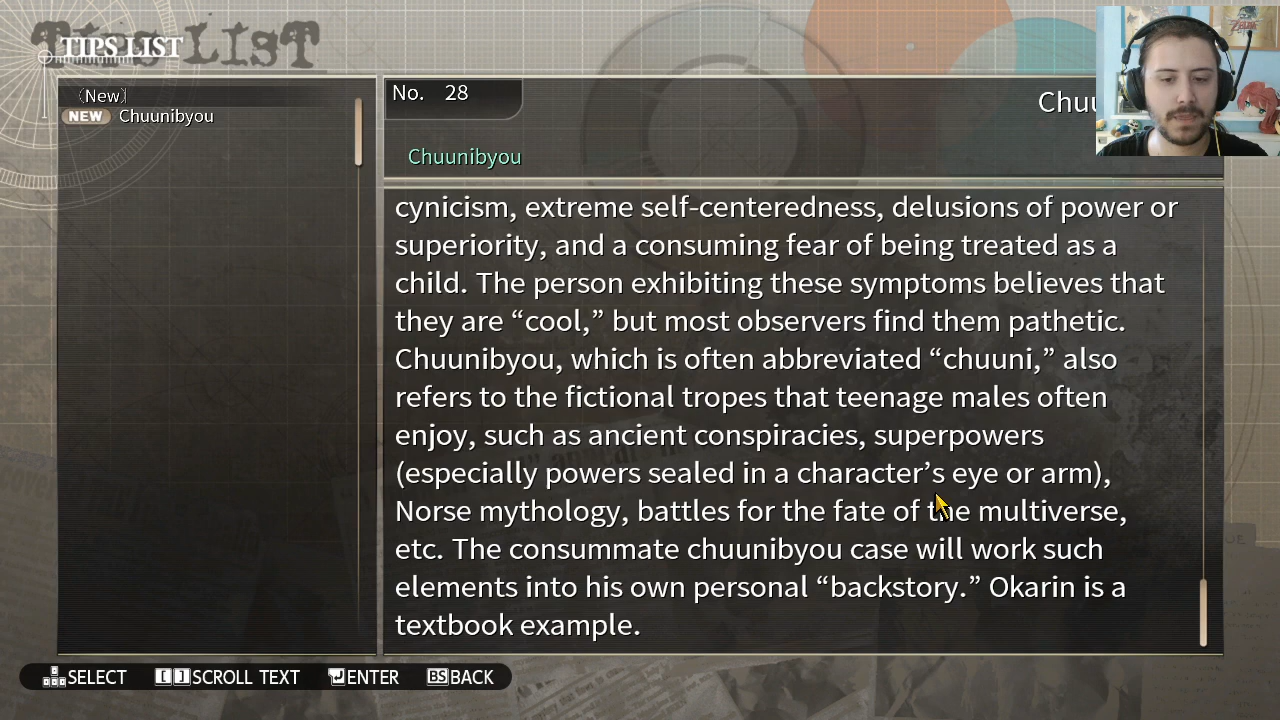 TIPS LIST
TIPS LIST
〔New〕
NEW Chuunibyou
No. 28
Chuunibyou
cynicism, extreme self-centeredness, delusions of power or
superiority, and a consuming fear of being treated as a
child. The person exhibiting these symptoms believes that
they are “cool,” but most observers find them pathetic.
Chuunibyou, which is often abbreviated “chuuni,” also
refers to the fictional tropes that teenage males often
enjoy, such as ancient conspiracies, superpowers
(especially powers sealed in a character’s eye or arm),
Norse mythology, battles for the fate of the multiverse,
etc. The consummate chuunibyou case will work such
elements into his own personal “backstory.” Okarin is a
textbook example.
SELECT [ ] SCROLL TEXT ENTER BS BACK